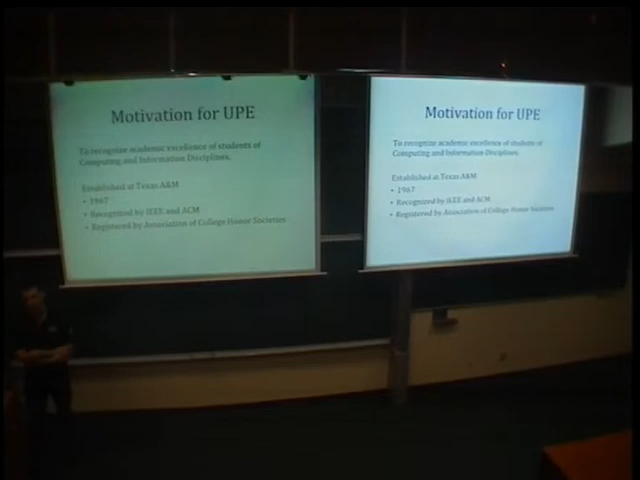 Motivation for UPE
To recognize academic excellence of students of
Computing and Information Disciplines.
Established at Texas A&M
• 1967
• Recognized by IEEE and ACM
• Registered by Association of College Honor Societies
Motivation for UPE
To recognize academic excellence of students of
Computing and Information Disciplines.
Established at Texas A&M
• 1967
• Recognized by IEEE and ACM
• Registered by Association of College Honor Societies